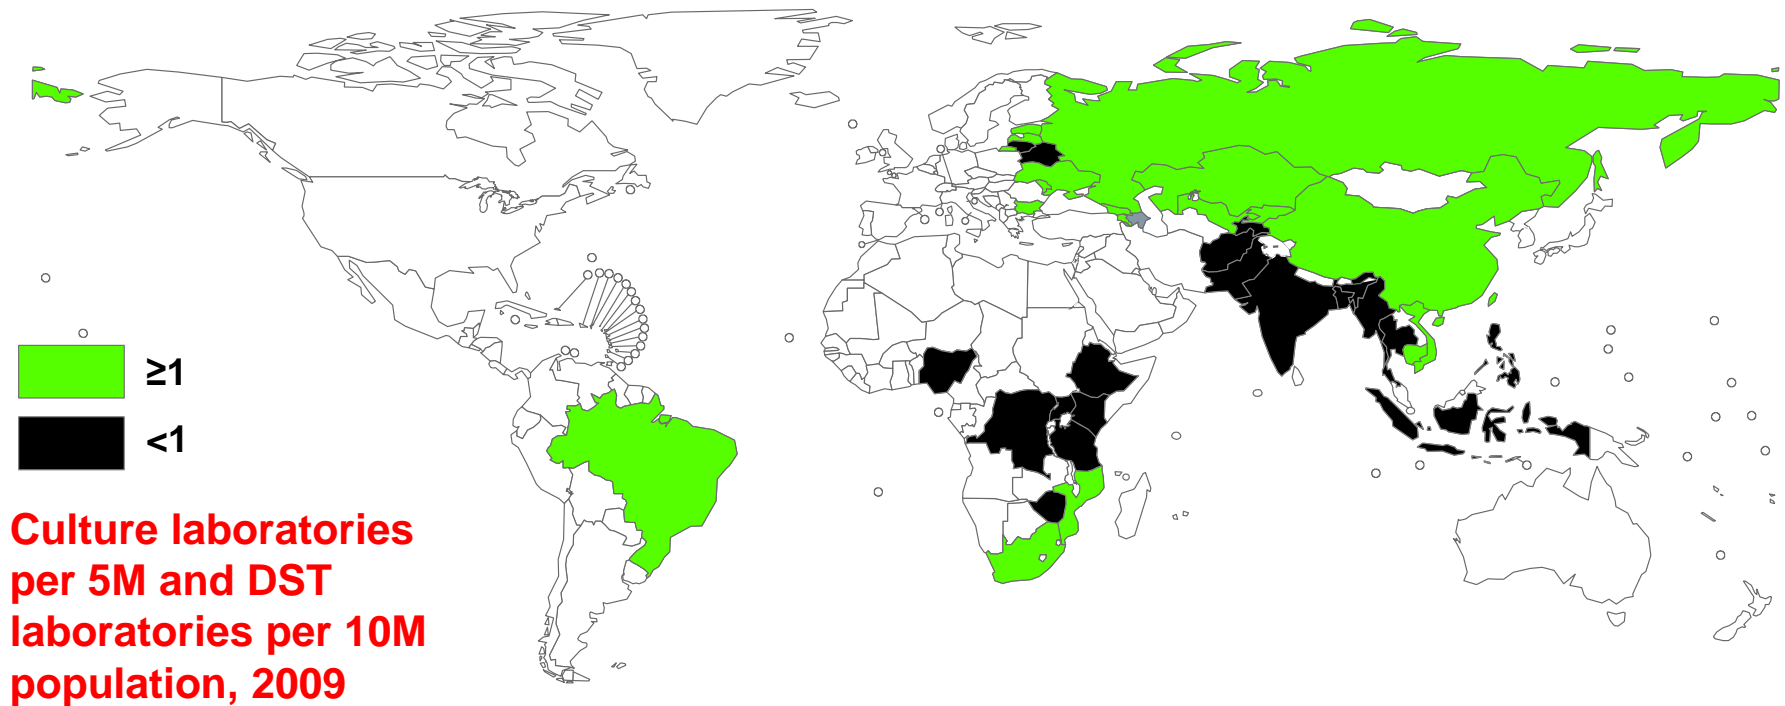 ≥1
<1
Culture laboratories
per 5M and DST
laboratories per 10M
population, 2009